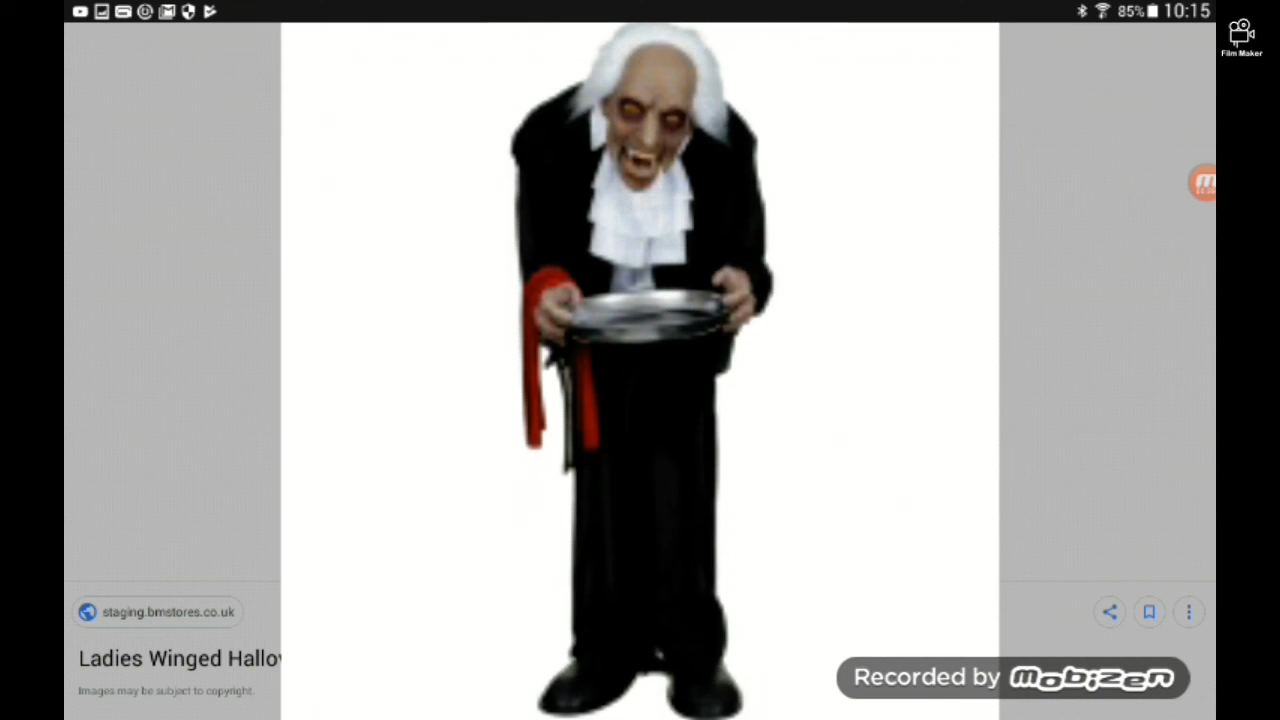 85% 10:15
Film Maker
staging.bmstores.co.uk
Ladies Winged Hallo
Images may be subject to copyright.
Recorded by mobizen